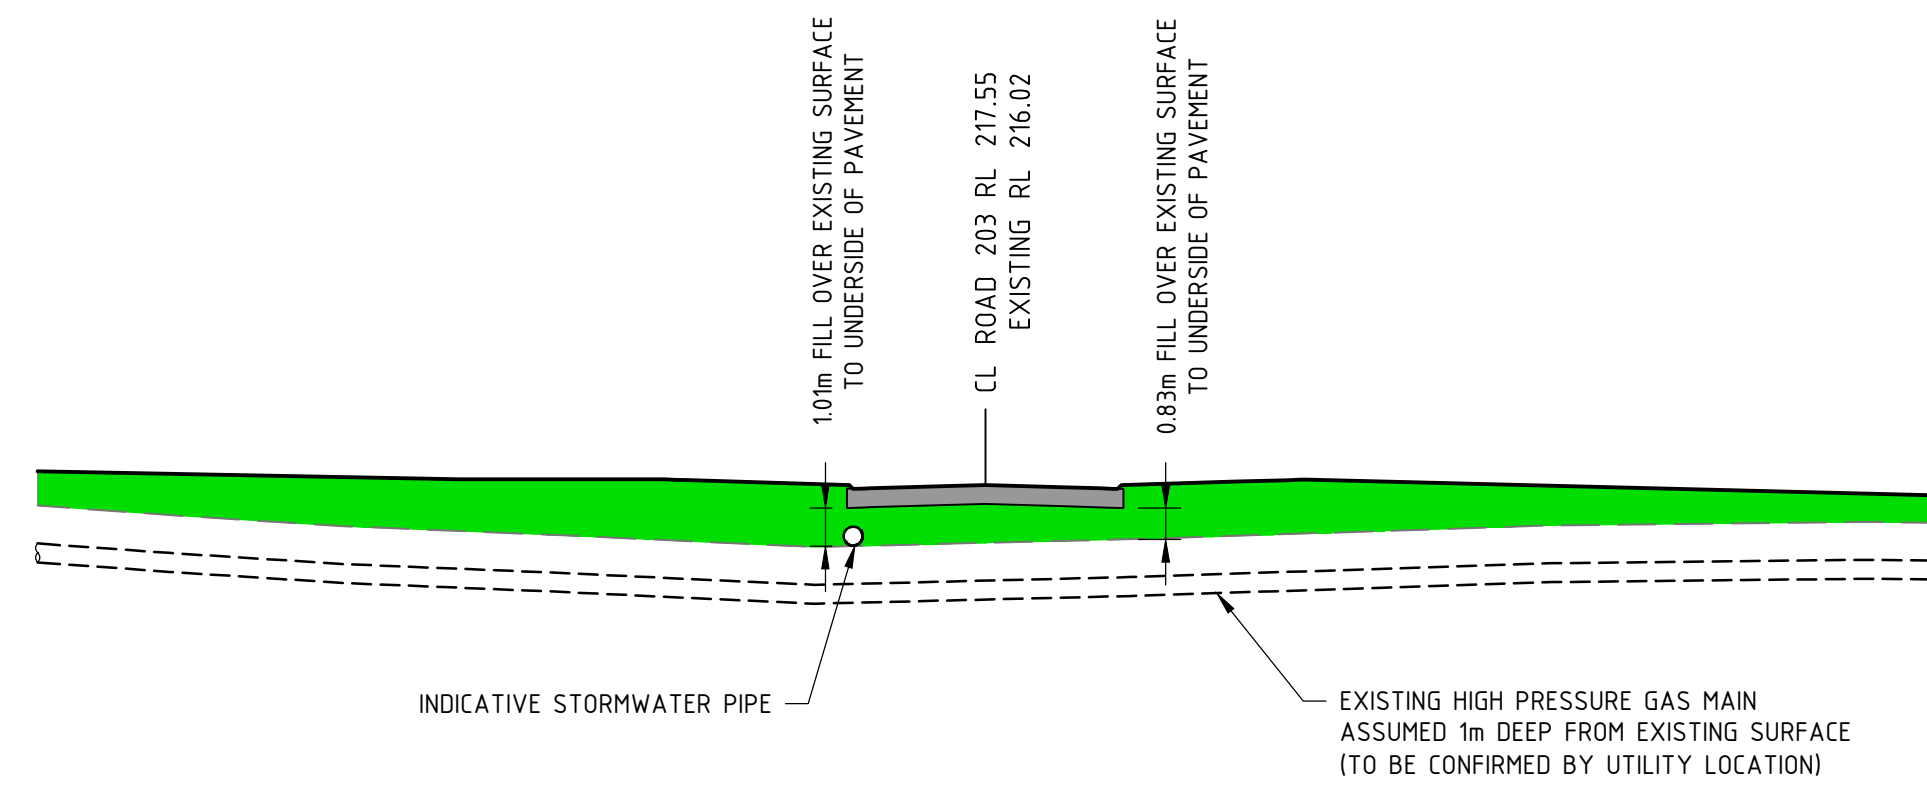 1.01m FILL OVER EXISTING SURFACE
TO UNDERSIDE OF PAVEMENT
CL ROAD 203 RL 217.55
EXISTING RL 216.02
0.83m FILL OVER EXISTING SURFACE
TO UNDERSIDE OF PAVEMENT
INDICATIVE STORMWATER PIPE
EXISTING HIGH PRESSURE GAS MAIN
ASSUMED 1m DEEP FROM EXISTING SURFACE
(TO BE CONFIRMED BY UTILITY LOCATION)